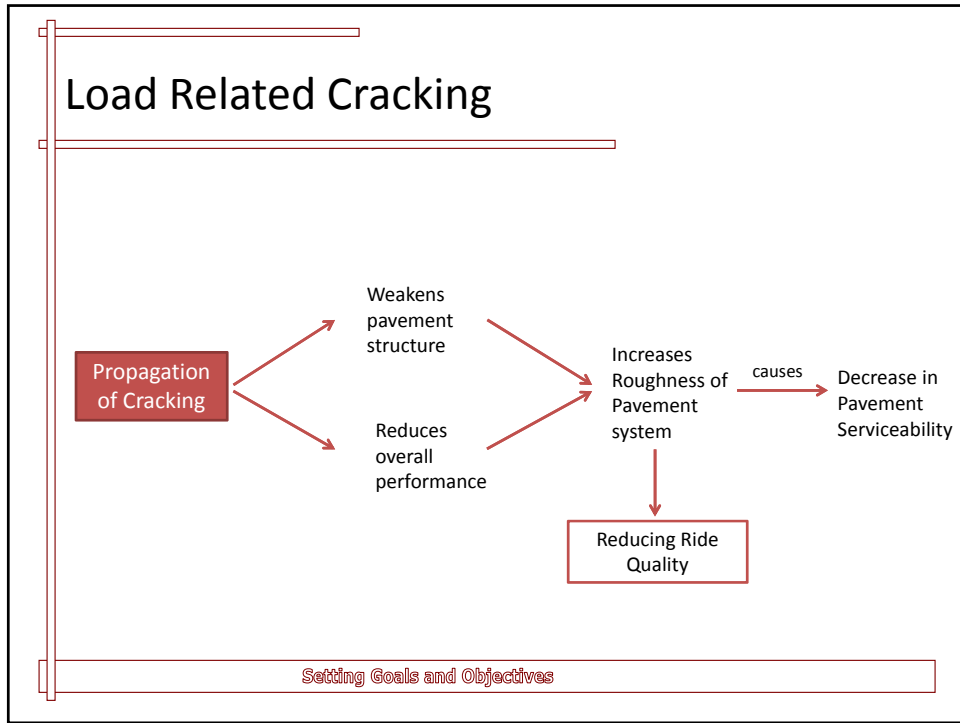 Load Related Cracking
Propagation
of Cracking
Weakens
pavement
structure
Reduces
overall
performance
Increases
Roughness of
Pavement
system
causes
Decrease in
Pavement
Serviceability
Reducing Ride
Quality
Setting Goals and Objectives